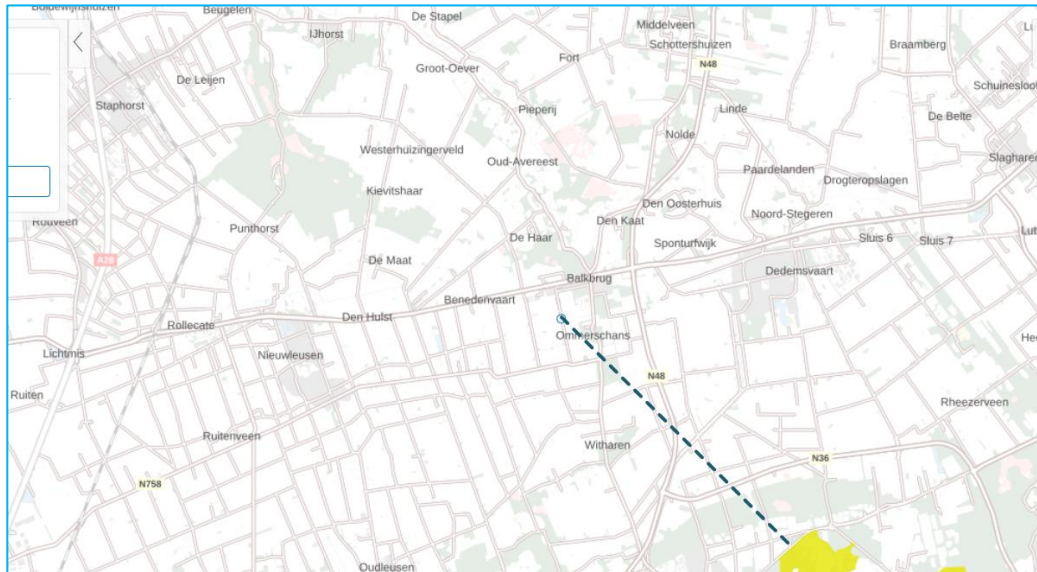 Boldewijnshuizen
Beugelen
De Stapel
Middelveen
IJhorst
Schottershuizen
Braamberg
Fort
N48
Groot-Oever
De Leijen
Schuinesloot
Staphorst
Pieperij
Linde
De Belte
Nolde
Westerhuizingerveld
Oud-Avereest
Slagharen
Paardelanden
Drogteropslagen
Kievitshaar
Den Oosterhuis
Rouveen
Den Kaat
Noord-Stegeren
Punthorst
De Haar
Sponturfwijk
Sluis 6
Sluis 7
Lut
A28
De Maat
Balkbrug
Dedemsvaart
Benedenvaart
Den Hulst
Rollecate
Ommerschans
Hee
Lichtmis
Nieuwleusen
N48
Ruiten
Rheezerveen
Ruitenveen
Witharen
N36
N758
Oudleusen